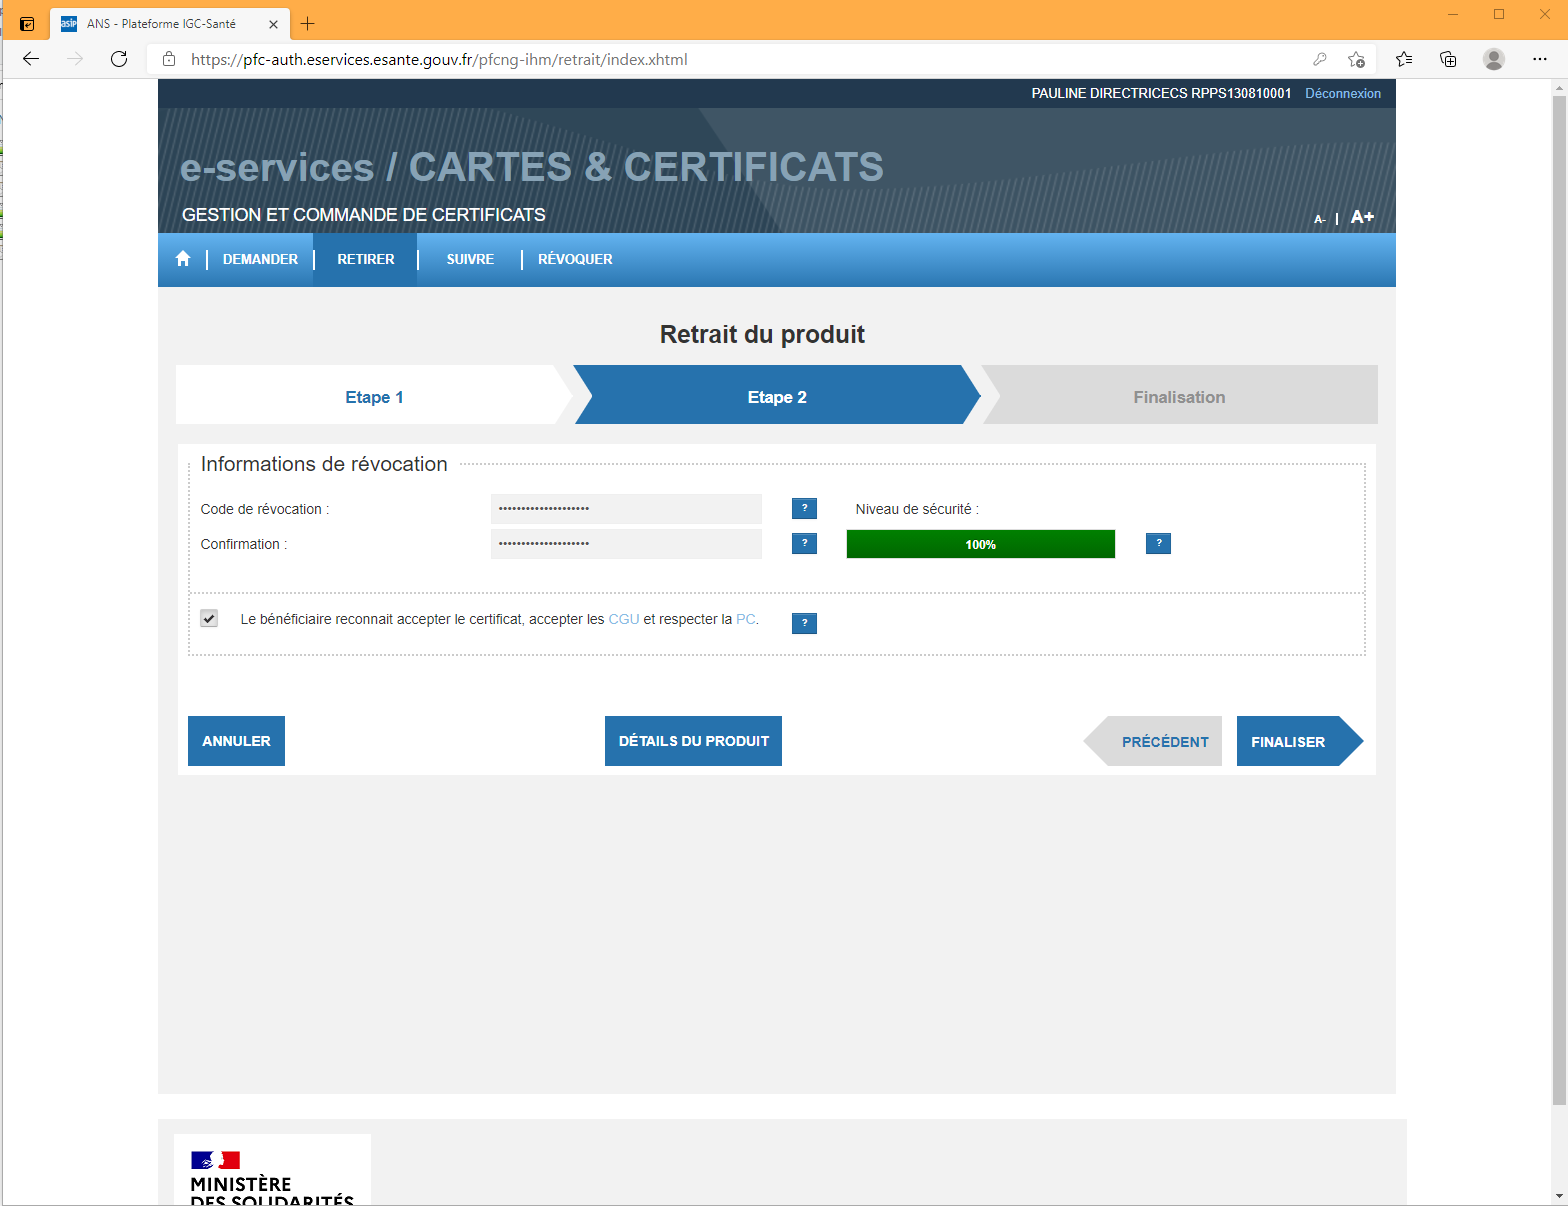 ANS - Plateforme IGC-Santé
https://pfc-auth.eservices.esante.gouv.fr/pfcng-ihm/retrait/index.xhtml
PAULINE DIRECTRICECS RPPS130810001 Déconnexion
e-services / CARTES & CERTIFICATS
GESTION ET COMMANDE DE CERTIFICATS
A- | A+
DEMANDER RETIRER SUIVRE RÉVOQUER
Retrait du produit
Etape 1 Etape 2 Finalisation
Informations de révocation
Code de révocation : •••••••••••••••••••• ? Niveau de sécurité :
Confirmation : •••••••••••••••••••• ? 100% ?
Le bénéficiaire reconnait accepter le certificat, accepter les CGU et respecter la PC. ?
ANNULER DÉTAILS DU PRODUIT PRÉCÉDENT FINALISER
MINISTÈRE
DES SOLIDARITÉS